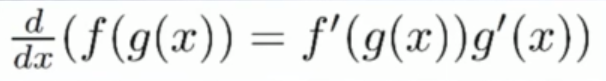 d/dx (f(g(x)) = f'(g(x))g'(x))